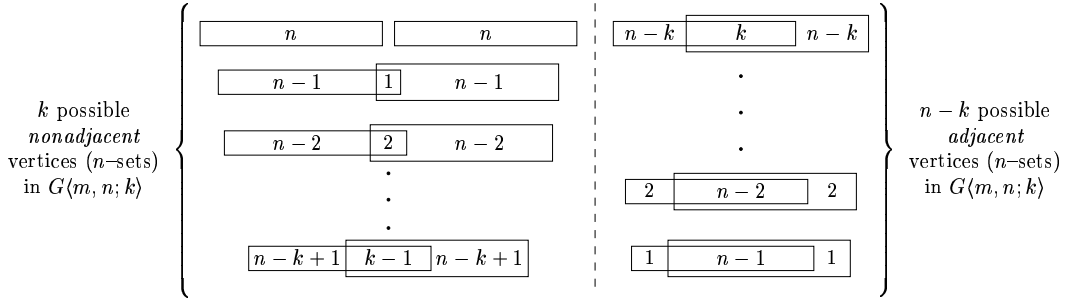 k possible
nonadjacent
vertices (n–sets)
in G⟨m, n; k⟩
n n
n − 1 1 n − 1
n − 2 2 n − 2
n − k + 1 k − 1 n − k + 1
n − k k n − k
2 n − 2 2
1 n − 1 1
n − k possible
adjacent
vertices (n–sets)
in G⟨m, n; k⟩